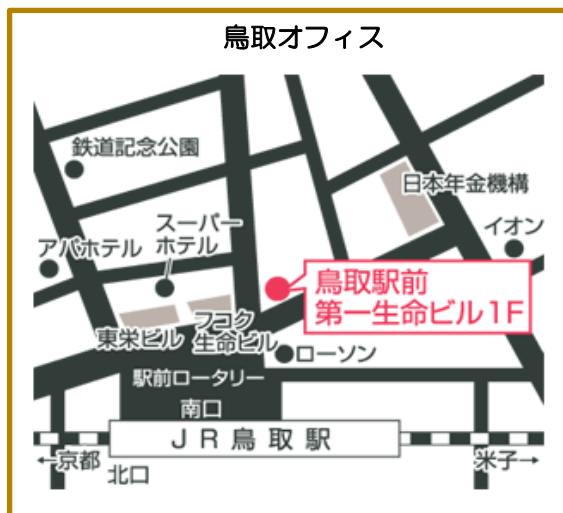 鳥取オフィス
鉄道記念公園
日本年金機構
スーパー
ホテル
イオン
アパホテル
鳥取駅前
第一生命ビル1F
東栄ビル
フコク
生命ビル
ローソン
駅前ロータリー
南口
JR鳥取駅
←京都
米子→
北口